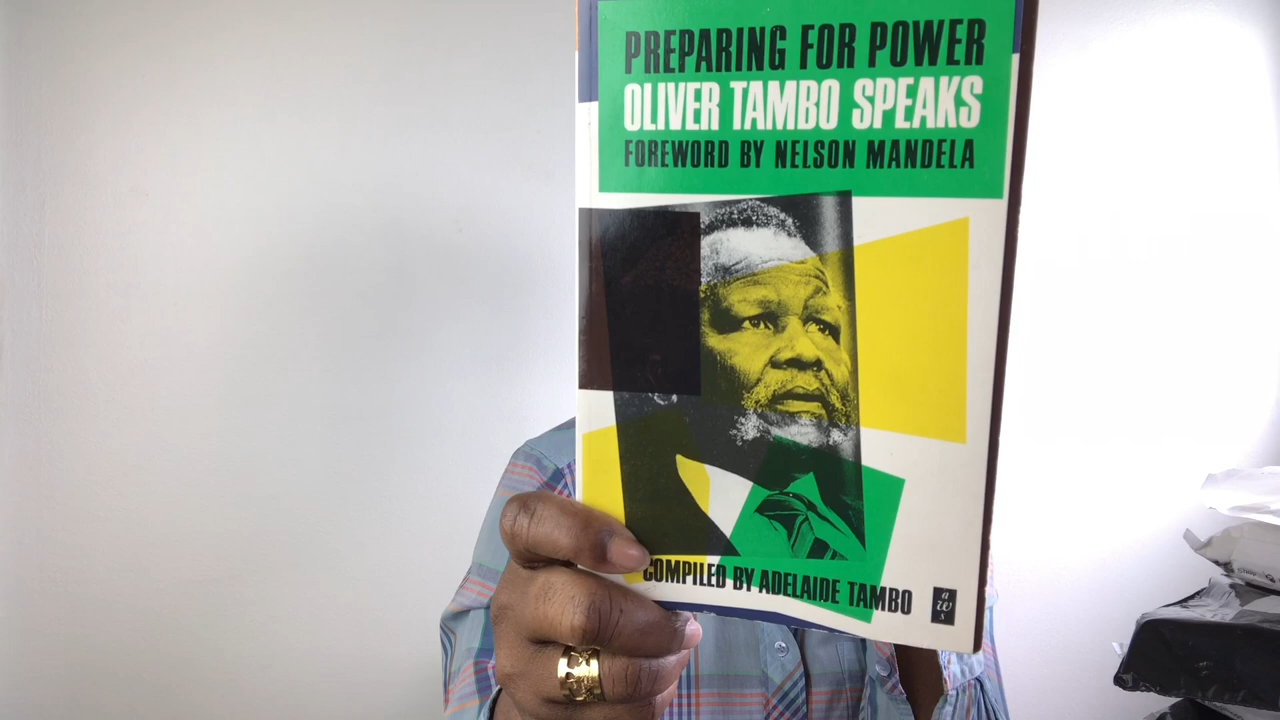 PREPARING FOR POWER
OLIVER TAMBO SPEAKS
FOREWORD BY NELSON MANDELA
COMPILED BY ADELAIDE TAMBO
a
w
s